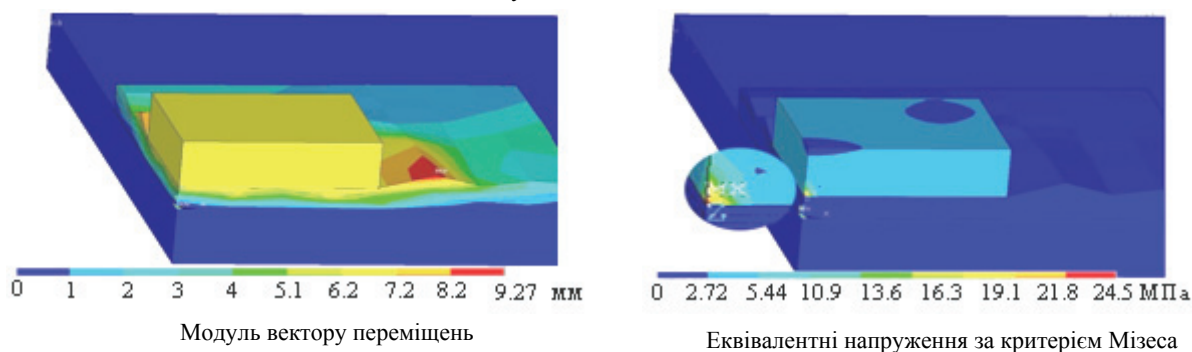 0 1 2 3 4 5.1 6.2 7.2 8.2 9.27 мм
0 2.72 5.44 10.9 13.6 16.3 19.1 21.8 24.5 МПа
Модуль вектору переміщень
Еквівалентні напруження за критерієм Мізеса